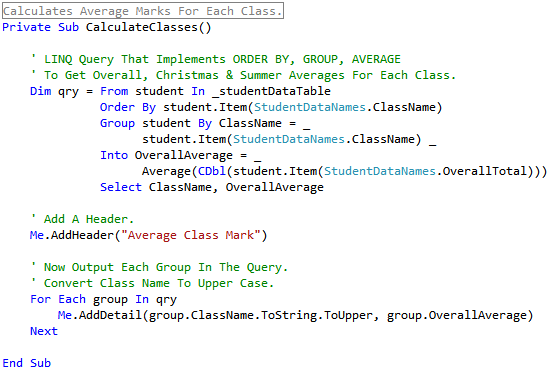 Calculates Average Marks For Each Class.
Private Sub CalculateClasses()
' LINQ Query That Implements ORDER BY, GROUP, AVERAGE
' To Get Overall, Christmas & Summer Averages For Each Class.
Dim qry = From student In _studentDataTable
Order By student.Item(StudentDataNames.ClassName)
Group student By ClassName = _
student.Item(StudentDataNames.ClassName) _
Into OverallAverage = _
Average(CDbl(student.Item(StudentDataNames.OverallTotal)))
Select ClassName, OverallAverage
' Add A Header.
Me.AddHeader("Average Class Mark")
' Now Output Each Group In The Query.
' Convert Class Name To Upper Case.
For Each group In qry
Me.AddDetail(group.ClassName.ToString.ToUpper, group.OverallAverage)
Next
End Sub